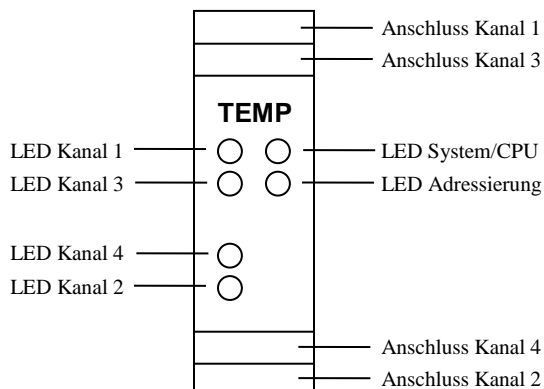 Anschluss Kanal 1
Anschluss Kanal 3
TEMP
LED Kanal 1
LED System/CPU
LED Kanal 3
LED Adressierung
LED Kanal 4
LED Kanal 2
Anschluss Kanal 4
Anschluss Kanal 2